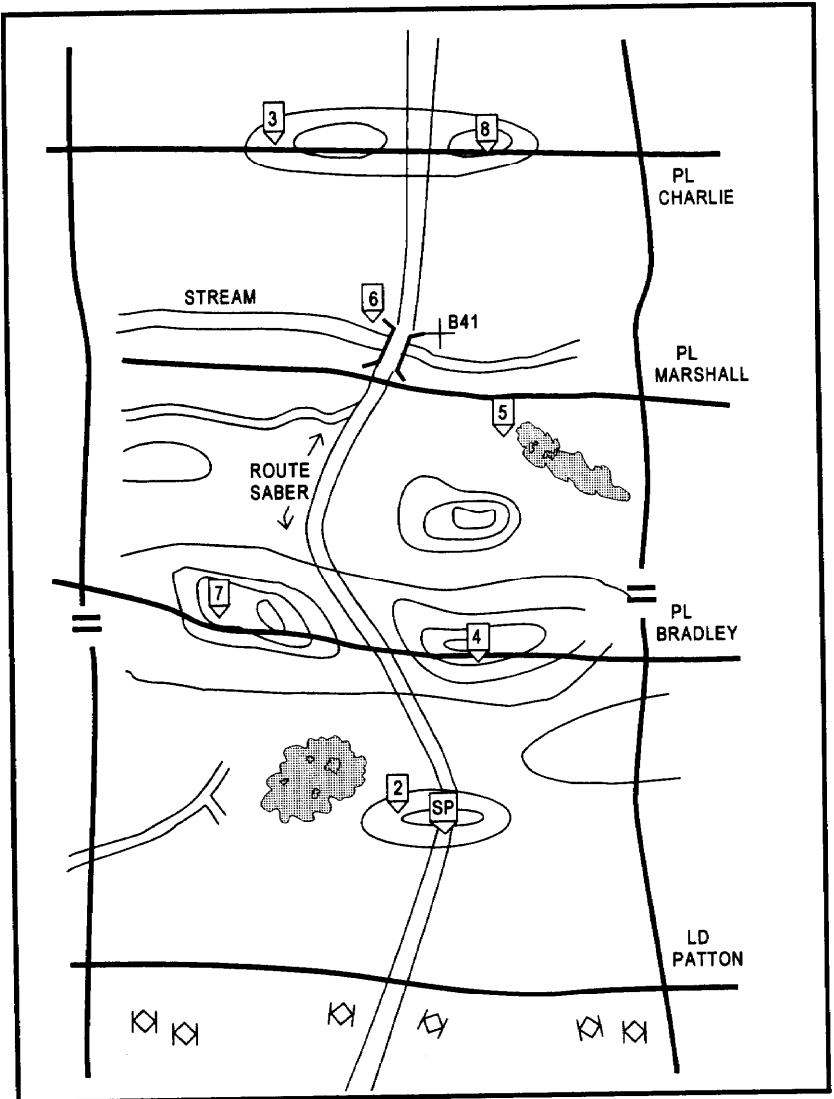 3
8
PL
CHARLIE
STREAM
6
B41
PL
MARSHALL
5
ROUTE
SABER
7
PL
BRADLEY
4
2
SP
LD
PATTON